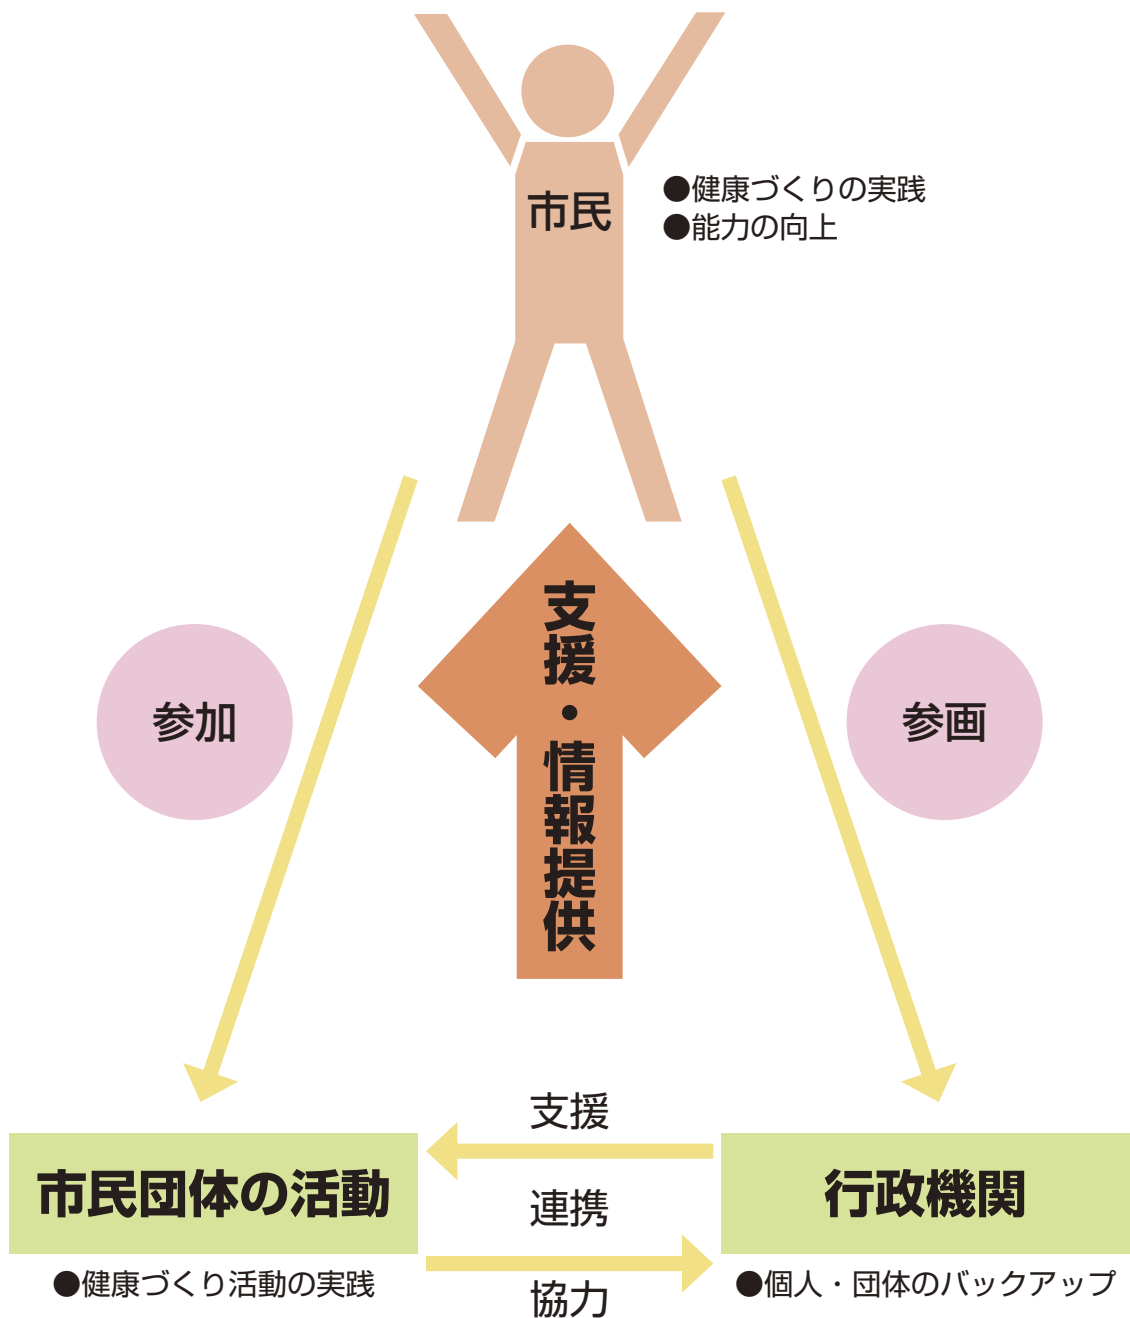 市民
●健康づくりの実践
●能力の向上
支援・情報提供
参加
参画
支援
連携
協力
市民団体の活動
●健康づくり活動の実践
行政機関
●個人・団体のバックアップ